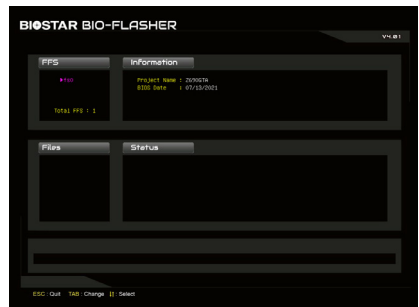 BIOSTAR BIO-FLASHER
V4.01
FFS
Information
Project Name : Z690GTA
BIOS Date : 07/13/2021
Total FFS : 1
Files
Status
ESC : Quit TAB : Change : Select